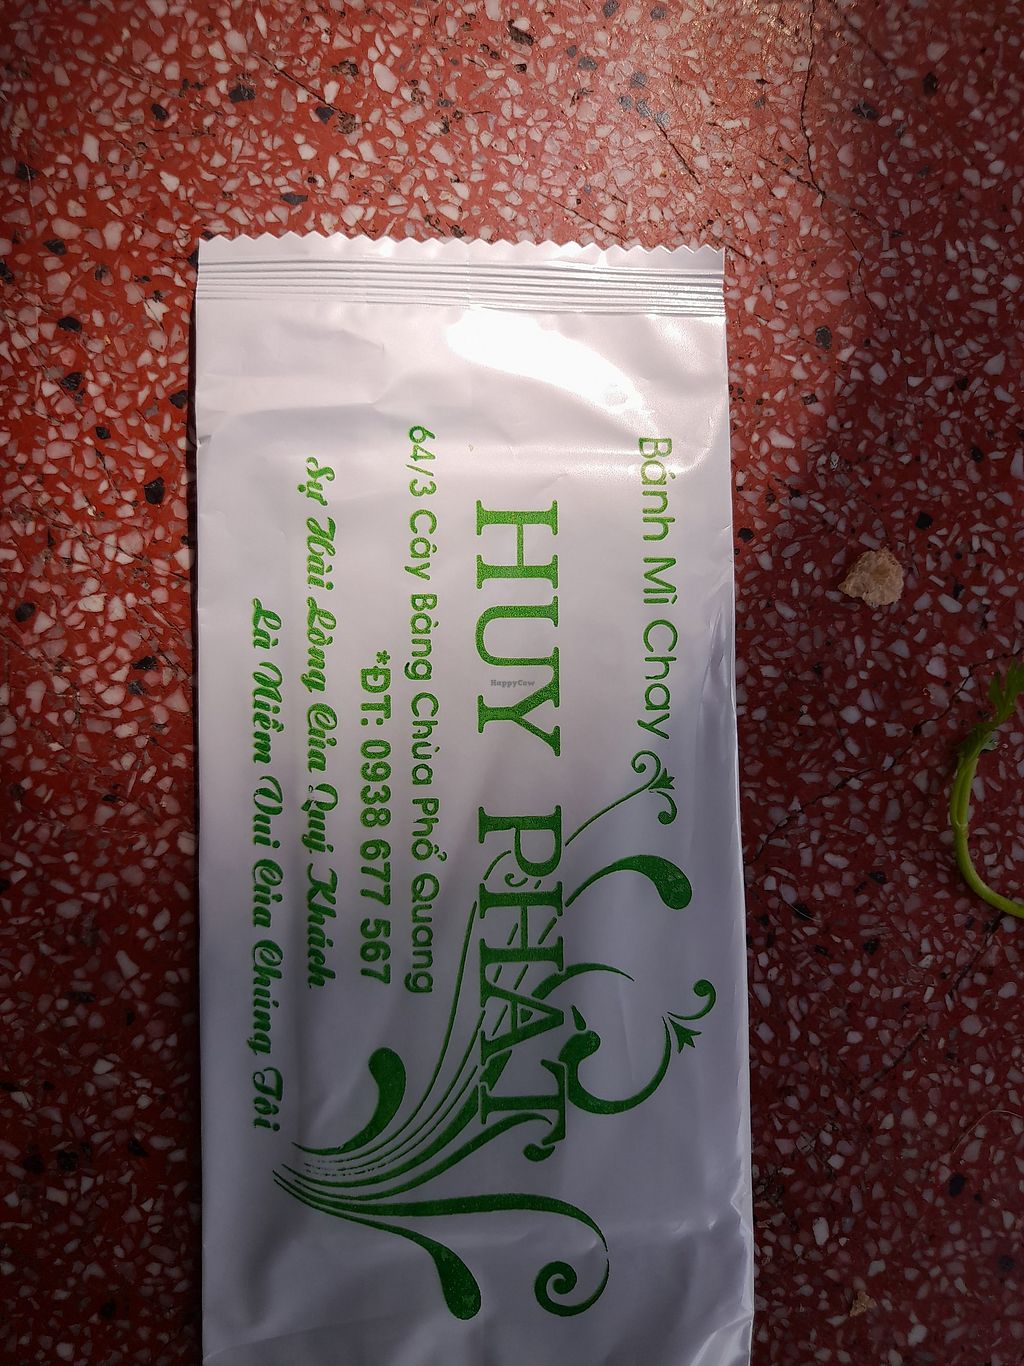 Bánh Mì Chay
HUY PHÁT
64/3 Cây Bàng Chùa Phổ Quang
*ĐT: 0938 677 567
Sự Hài Lòng Của Quý Khách
Là Niềm Vui Của Chúng Tôi
HappyCow